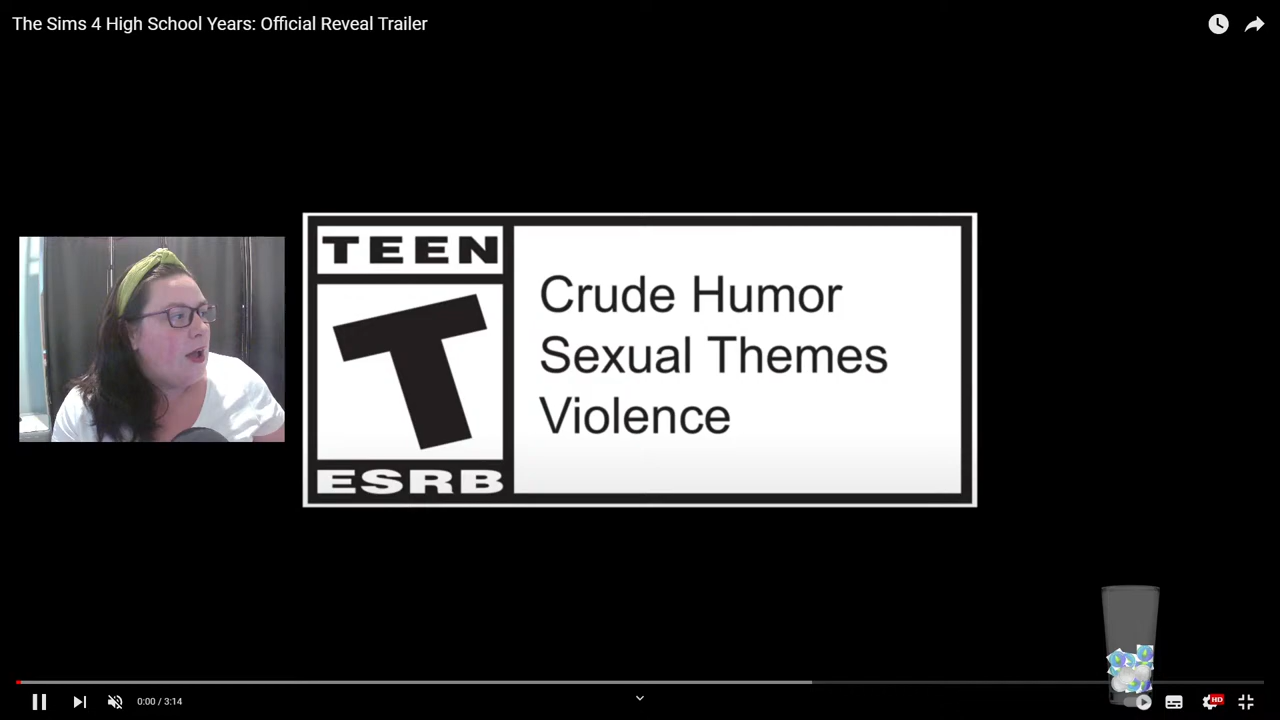 The Sims 4 High School Years: Official Reveal Trailer
TEEN
T
ESRB
Crude Humor
Sexual Themes
Violence
0:00 / 3:14
HD